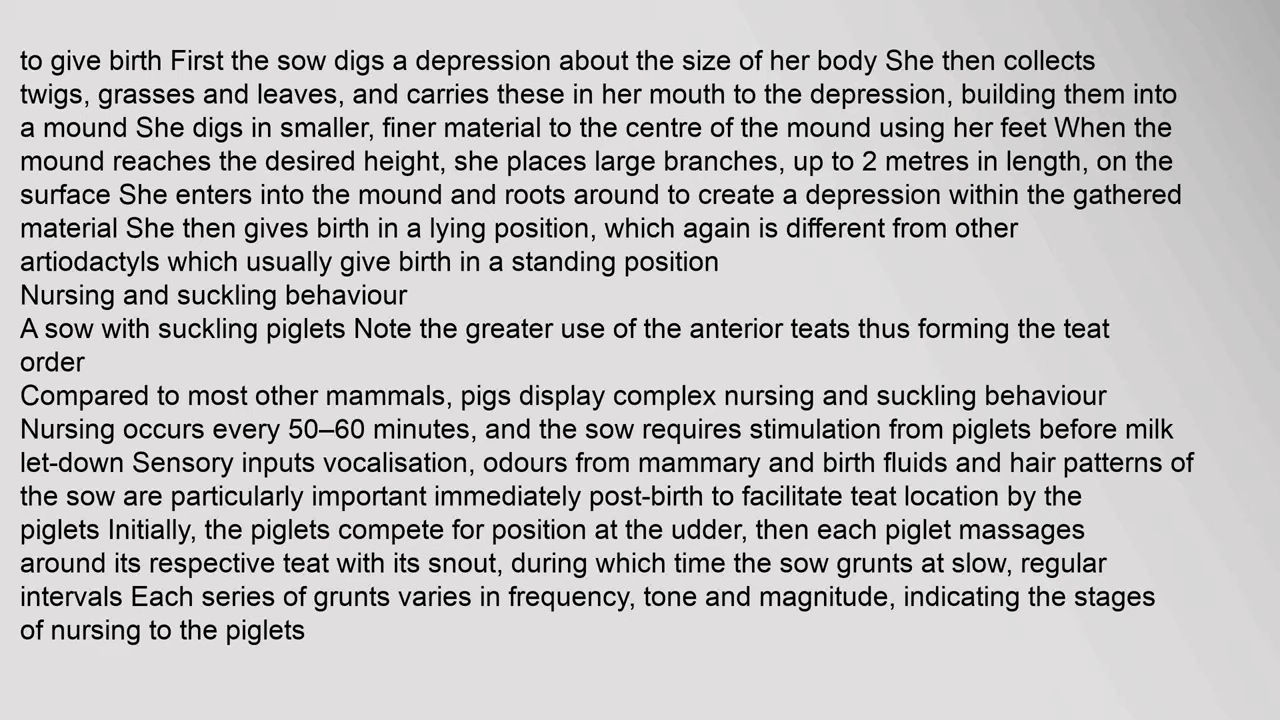 to give birth First the sow digs a depression about the size of her body She then collects
twigs, grasses and leaves, and carries these in her mouth to the depression, building them into
a mound She digs in smaller, finer material to the centre of the mound using her feet When the
mound reaches the desired height, she places large branches, up to 2 metres in length, on the
surface She enters into the mound and roots around to create a depression within the gathered
material She then gives birth in a lying position, which again is different from other
artiodactyls which usually give birth in a standing position
Nursing and suckling behaviour
A sow with suckling piglets Note the greater use of the anterior teats thus forming the teat
order
Compared to most other mammals, pigs display complex nursing and suckling behaviour
Nursing occurs every 50–60 minutes, and the sow requires stimulation from piglets before milk
let-down Sensory inputs vocalisation, odours from mammary and birth fluids and hair patterns of
the sow are particularly important immediately post-birth to facilitate teat location by the
piglets Initially, the piglets compete for position at the udder, then each piglet massages
around its respective teat with its snout, during which time the sow grunts at slow, regular
intervals Each series of grunts varies in frequency, tone and magnitude, indicating the stages
of nursing to the piglets